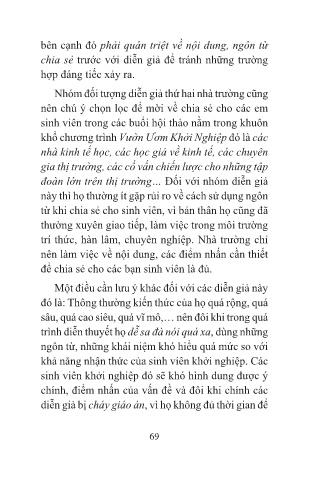 bên cạnh đó phải quán triệt về nội dung, ngôn từ
chia sẻ trước với diễn giả để tránh những trường
hợp đáng tiếc xảy ra.
Nhóm đối tượng diễn giả thứ hai nhà trường cũng
nên chú ý chọn lọc để mời về chia sẻ cho các em
sinh viên trong các buổi hội thảo nằm trong khuôn
khổ chương trình Vườn Ươm Khởi Nghiệp đó là các
nhà kinh tế học, các học giả về kinh tế, các chuyên
gia thị trường, các cố vấn chiến lược cho những tập
đoàn lớn trên thị trường… Đối với nhóm diễn giả
này thì họ thường ít gặp rủi ro về cách sử dụng ngôn
từ khi chia sẻ cho sinh viên, vì bản thân họ cũng đã
thường xuyên giao tiếp, làm việc trong môi trường
trí thức, hàn lâm, chuyên nghiệp. Nhà trường chỉ
nên làm việc về nội dung, các điểm nhấn cần thiết
để chia sẻ cho các bạn sinh viên là đủ.
Một điều cần lưu ý khác đối với các diễn giả này
đó là: Thông thường kiến thức của họ quá rộng, quá
sâu, quá cao siêu, quá vĩ mô,… nên đôi khi trong quá
trình diễn thuyết họ dễ sa đà nói quá xa, dùng những
ngôn từ, những khái niệm khó hiểu quá mức so với
khả năng nhận thức của sinh viên khởi nghiệp. Các
sinh viên khởi nghiệp đó sẽ khó hình dung được ý
chính, điểm nhấn của vấn đề và đôi khi chính các
diễn giả bị cháy giáo án, vì họ không đủ thời gian để
69